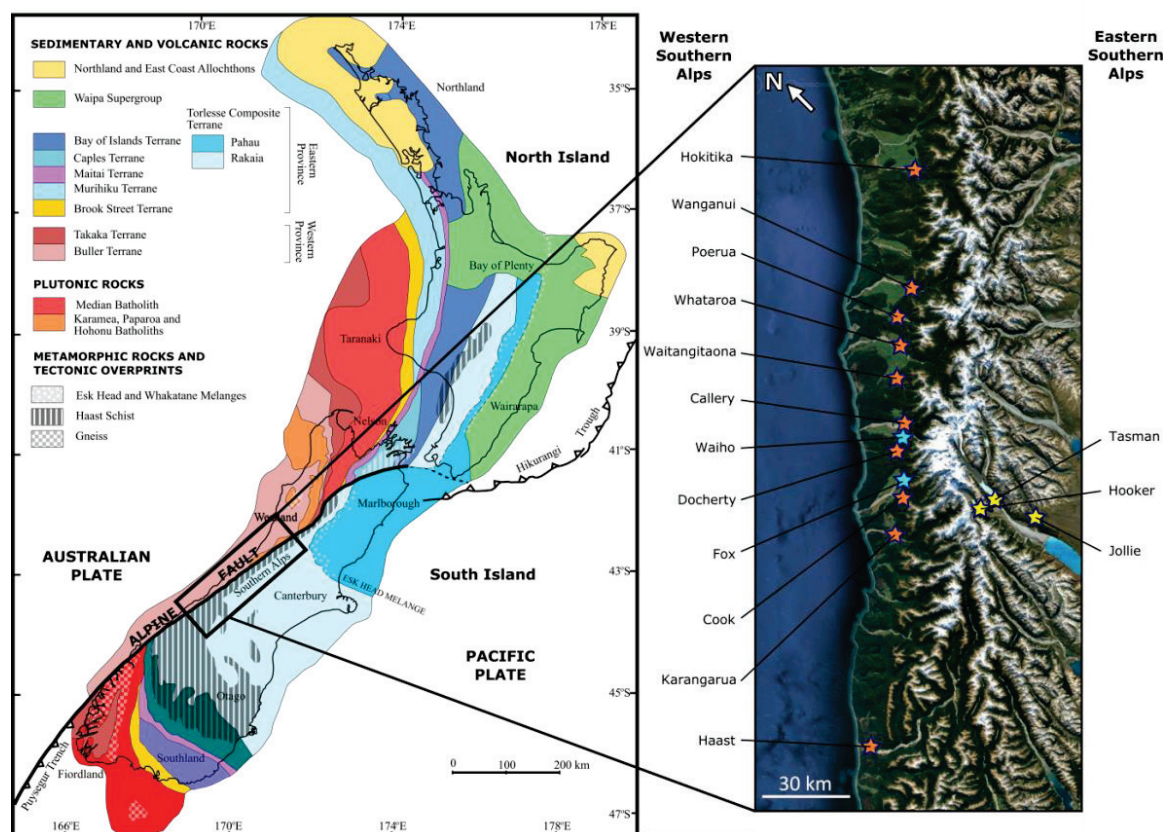 170°E
174°E
178°E
SEDIMENTARY AND VOLCANIC ROCKS
Northland and East Coast Allochthons
Waipa Supergroup
Bay of Islands Terrane
Caples Terrane
Maitai Terrane
Murihiku Terrane
Brook Street Terrane
Eastern
Province
Takaka Terrane
Buller Terrane
Western
Province
Torlesse Composite
Terrane
Pahau
Rakaia
PLUTONIC ROCKS
Median Batholith
Karamea, Paparoa and
Hohonu Batholiths
METAMORPHIC ROCKS AND
TECTONIC OVERPRINTS
Esk Head and Whakatane Melanges
Haast Schist
Gneiss
Northland
35°S
North Island
37°S
Bay of Plenty
39°S
Taranaki
Wairarapa
Nelson
41°S
Hikurangi
Trough
Marlborough
Westland
AUSTRALIAN
PLATE
ALPINE
FAULT
Southern Alps
South Island
43°S
Canterbury
ESK HEAD MELANGE
PACIFIC
PLATE
Otago
45°S
Southland
Fiordland
Puysegur Trench
0 100 200 km
47°S
166°E
170°E
174°E
178°E
Western
Southern
Alps
Eastern
Southern
Alps
N
Hokitika
Wanganui
Poerua
Whataroa
Waitangitaona
Callery
Waiho
Docherty
Fox
Cook
Karangarua
Haast
Tasman
Hooker
Jollie
30 km